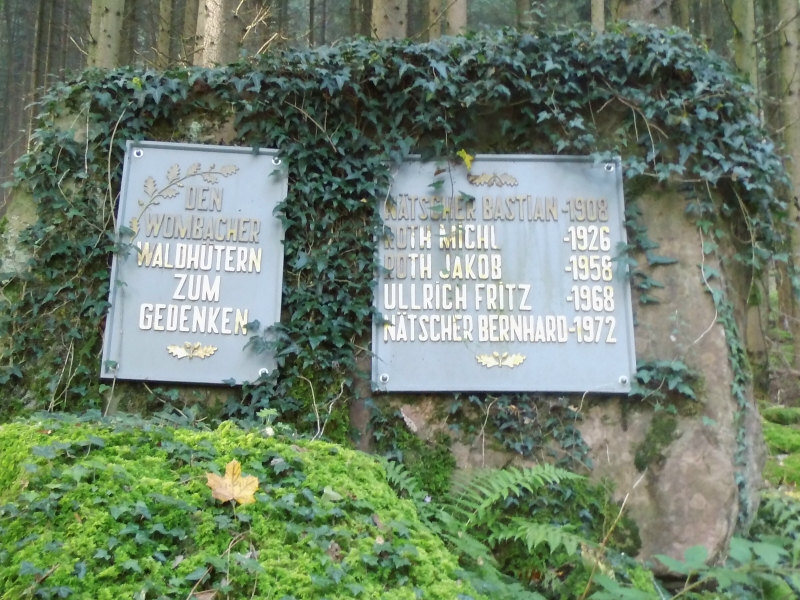 DEN
WOMBACHER
WALDHÜTERN
ZUM
GEDENKEN
NÄTSCHER BASTIAN -1908
ROTH MICHL -1926
ROTH JAKOB -1958
ULLRICH FRITZ -1968
NÄTSCHER BERNHARD -1972